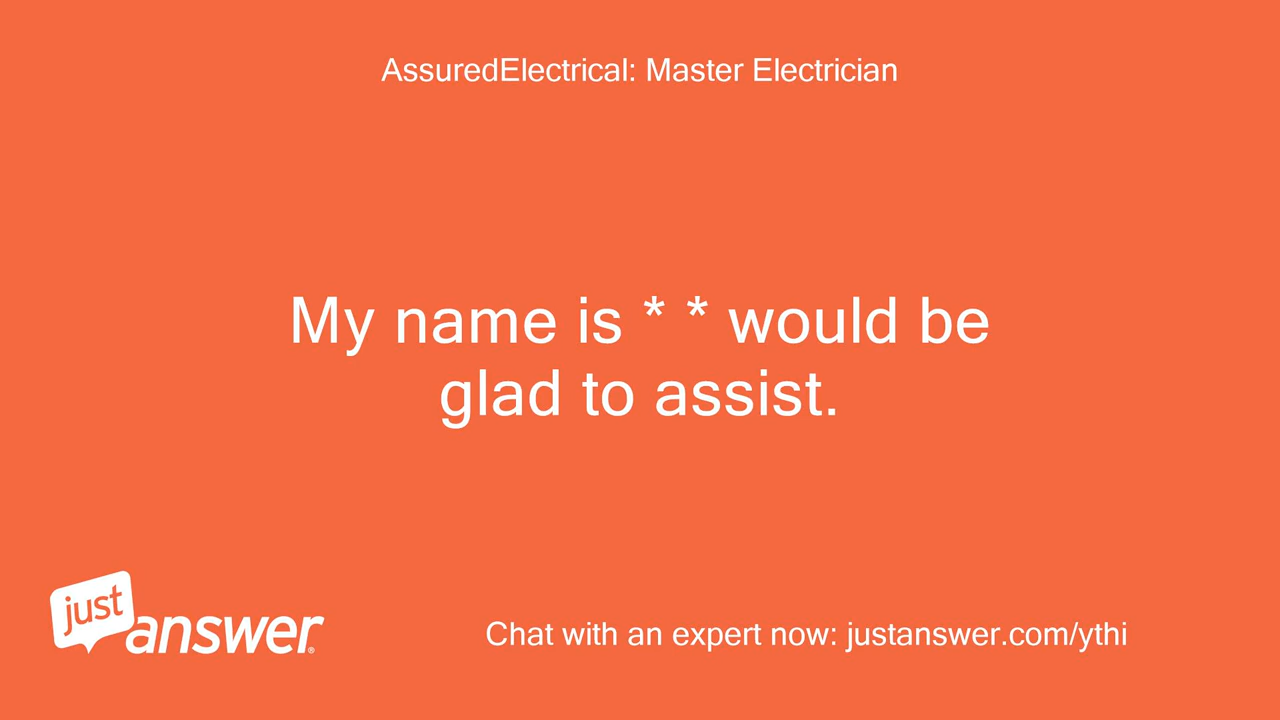 AssuredElectrical: Master Electrician
My name is * * would be
glad to assist.
just
answer®
Chat with an expert now: justanswer.com/ythi